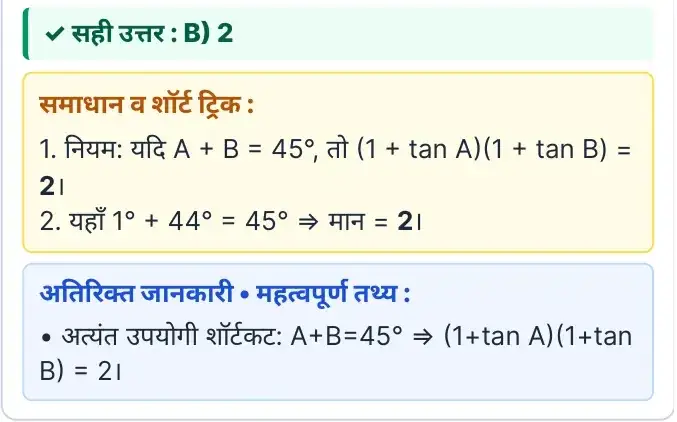 ✓ सही उत्तर : B) 2
समाधान व शॉर्ट ट्रिक :
1. नियम: यदि A + B = 45°, तो (1 + tan A)(1 + tan B) =
2।
2. यहाँ 1° + 44° = 45° ⇒ मान = 2।
अतिरिक्त जानकारी • महत्वपूर्ण तथ्य :
• अत्यंत उपयोगी शॉर्टकट: A+B=45° ⇒ (1+tan A)(1+tan
B) = 2।